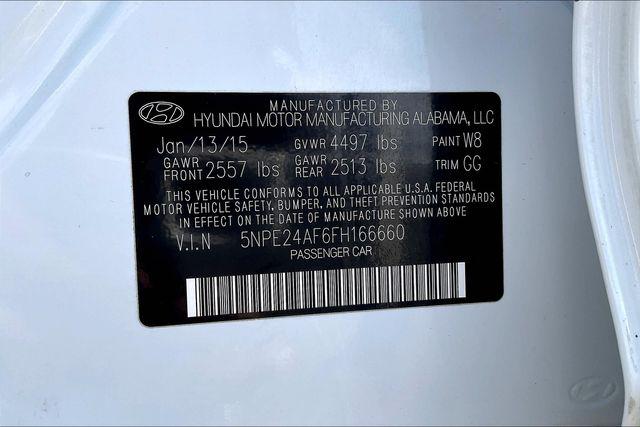 MANUFACTURED BY
HYUNDAI MOTOR MANUFACTURING ALABAMA, LLC
Jan/13/15 GVWR 4497 lbs PAINT W8
GAWR FRONT 2557 lbs GAWR REAR 2513 lbs TRIM GG
THIS VEHICLE CONFORMS TO ALL APPLICABLE U.S.A. FEDERAL
MOTOR VEHICLE SAFETY, BUMPER, AND THEFT PREVENTION STANDARDS
IN EFFECT ON THE DATE OF MANUFACTURE SHOWN ABOVE
V.I.N 5NPE24AF6FH166660
PASSENGER CAR